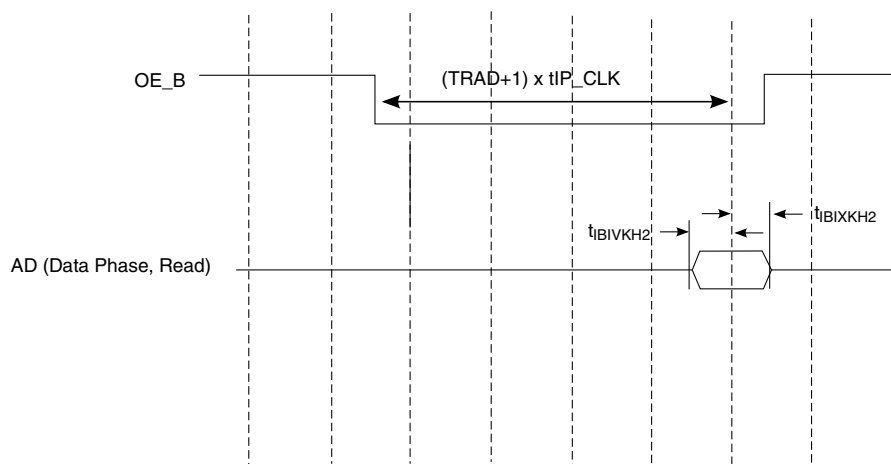 OE_B
(TRAD+1) x tIP_CLK
tIBIXKH2
tIBIVKH2
AD (Data Phase, Read)